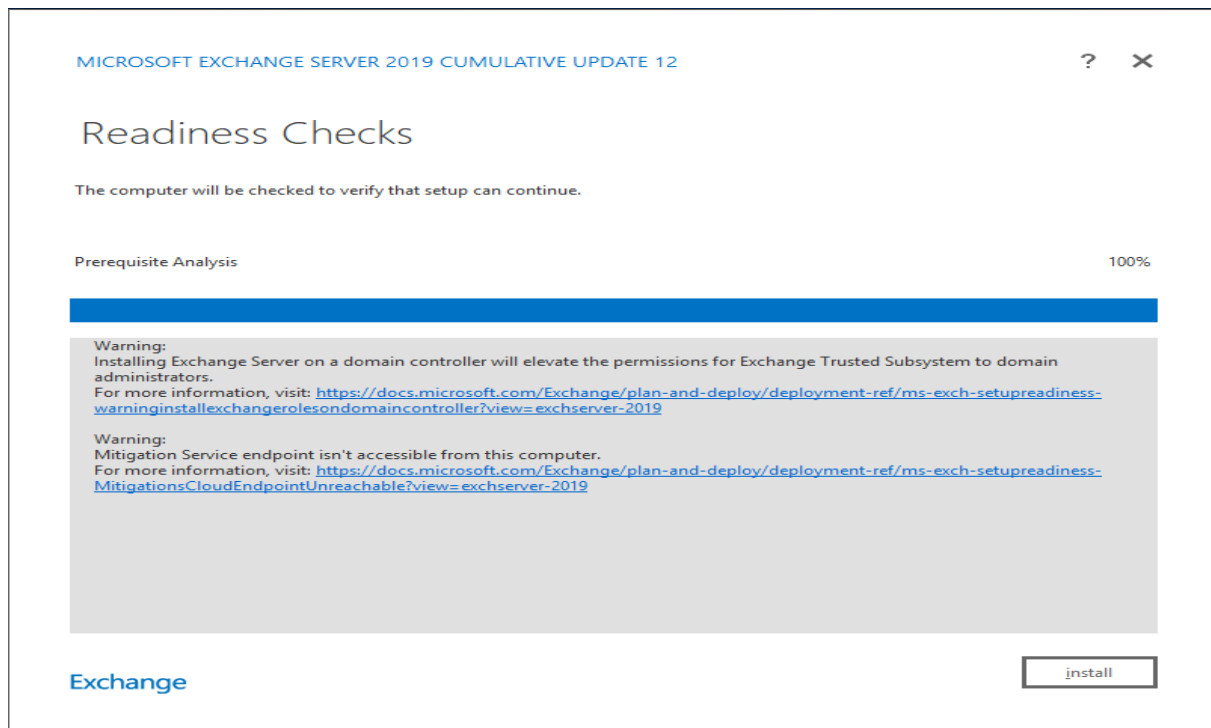 MICROSOFT EXCHANGE SERVER 2019 CUMULATIVE UPDATE 12
?
Readiness Checks
The computer will be checked to verify that setup can continue.
Prerequisite Analysis 100%
Warning:
Installing Exchange Server on a domain controller will elevate the permissions for Exchange Trusted Subsystem to domain
administrators.
For more information, visit: https://docs.microsoft.com/Exchange/plan-and-deploy/deployment-ref/ms-exch-setupreadiness-
warninginstallexchangerolesondomaincontroller?view=exchserver-2019
Warning:
Mitigation Service endpoint isn't accessible from this computer.
For more information, visit: https://docs.microsoft.com/Exchange/plan-and-deploy/deployment-ref/ms-exch-setupreadiness-
MitigationsCloudEndpointUnreachable?view=exchserver-2019
Exchange
install